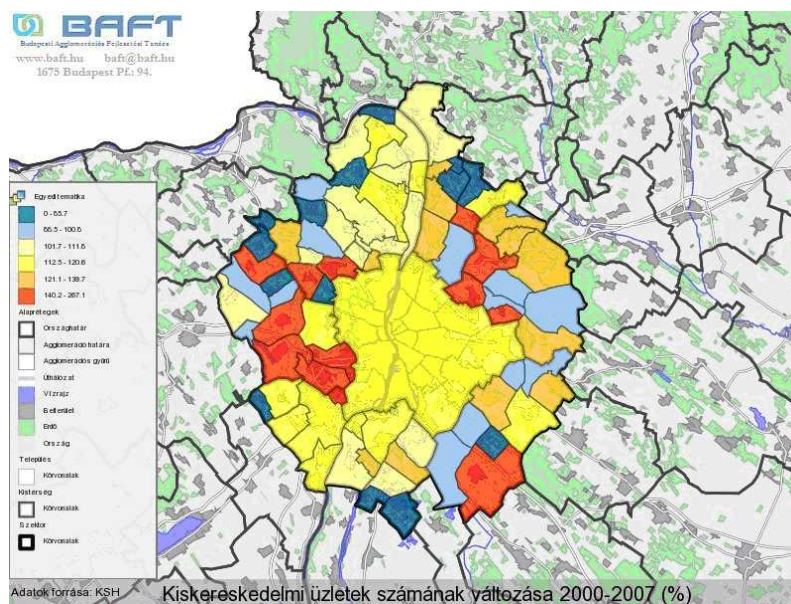 BAFT
Budapesti Agglomerációs Fejlesztési Tanács
www.baft.hu baft@baft.hu
1675 Budapest Pf.: 94.
Egyedi tematika
0 - 65.7
66.5 - 100.6
101.7 - 111.6
112.5 - 120.6
121.1 - 139.7
140.2 - 267.1
Alaprétegek
Országhatár
Agglomeráció határa
Agglomerációs gyűrű
Úthálózat
Vízrajz
Belterület
Erdő
Ország
Település
Körvonalak
Kistérség
Körvonalak
Szektor
Körvonalak
Adatok forrása: KSH
Kiskereskedelmi üzletek számának változása 2000-2007 (%)